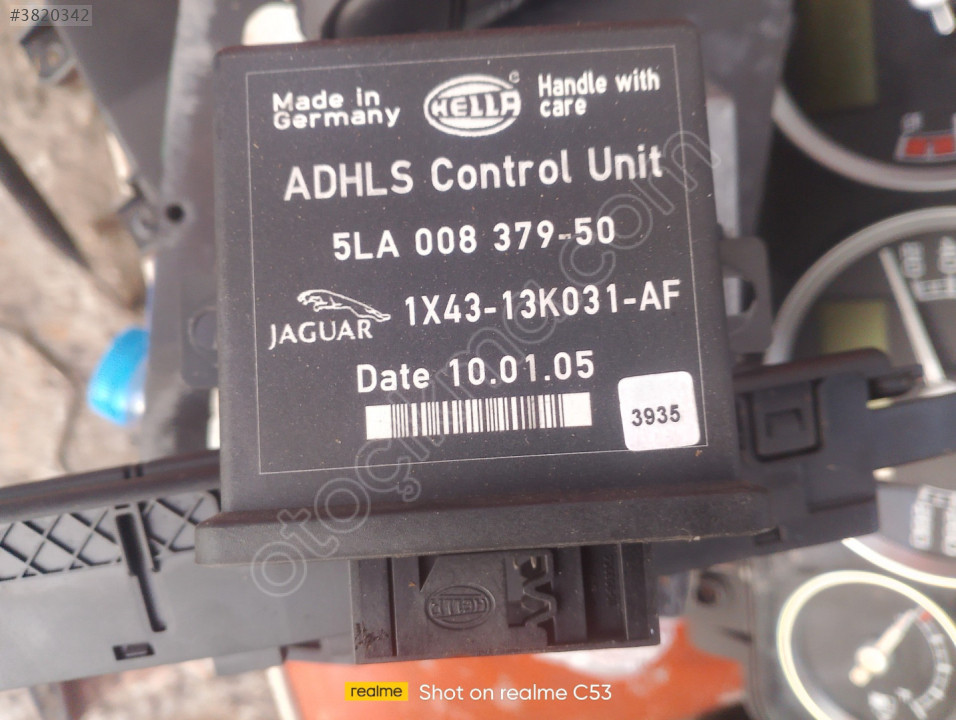 #3820342
Made in Germany
HELLA
Handle with care
ADHLS Control Unit
5LA 008 379-50
JAGUAR 1X43-13K031-AF
Date 10.01.05
3935
otoçıkma.com
HELLA
realme Shot on realme C53